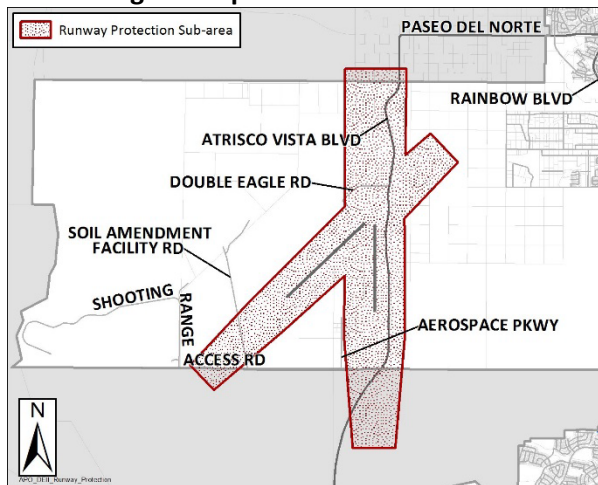 Runway Protection Sub-area
PASEO DEL NORTE
RAINBOW BLVD
ATRISCO VISTA BLVD
DOUBLE EAGLE RD
SOIL AMENDMENT
FACILITY RD
SHOOTING
RANGE
ACCESS RD
AEROSPACE PKWY
N
APO_DEII_Runway_Protection